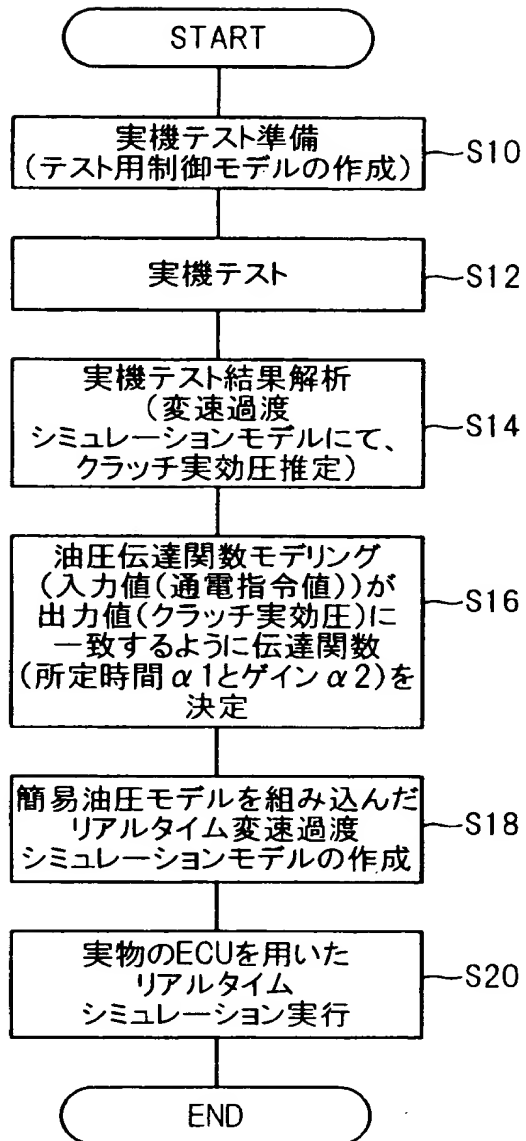 START
実機テスト準備
(テスト用制御モデルの作成)
S10
実機テスト
S12
実機テスト結果解析
(変速過渡
シミュレーションモデルにて、
クラッチ実効圧推定)
S14
油圧伝達関数モデリング
(入力値(通電指令値))が
出力値(クラッチ実効圧)に
一致するように伝達関数
(所定時間α1とゲインα2)を
決定
S16
簡易油圧モデルを組み込んだ
リアルタイム変速過渡
シミュレーションモデルの作成
S18
実物のECUを用いた
リアルタイム
シミュレーション実行
S20
END